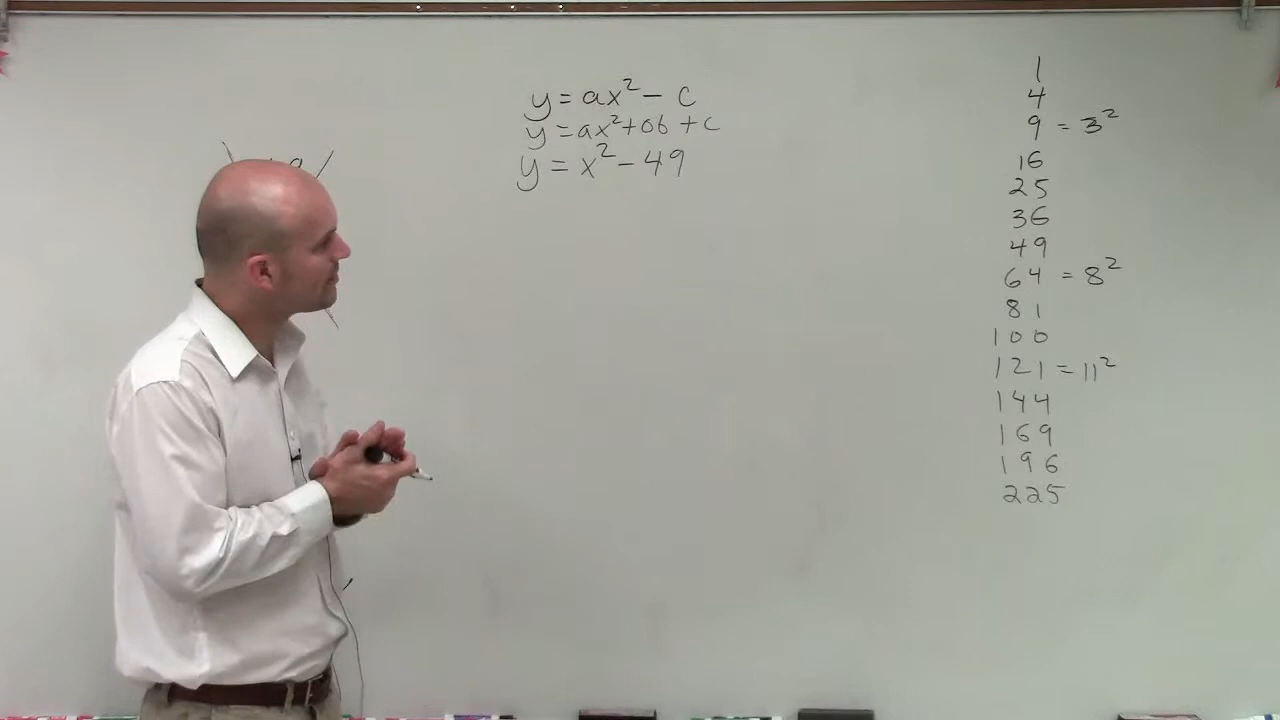 y = ax² - c
y = ax² + ob + c
y = x² - 49
1
4
9 = 3²
16
25
36
49
64 = 8²
81
100
121 = 11²
144
169
196
225